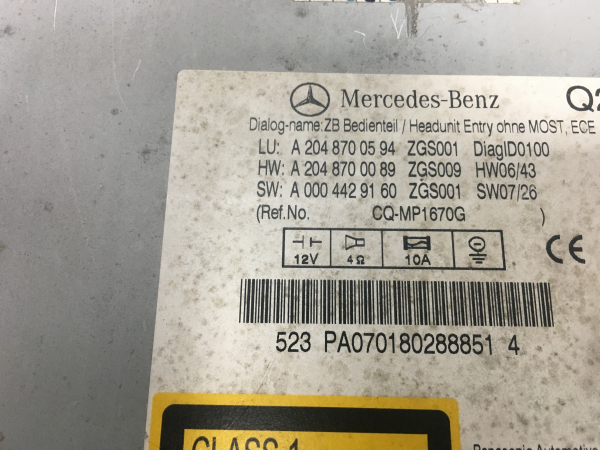 Mercedes-Benz Q2
Dialog-name:ZB Bedienteil / Headunit Entry ohne MOST, ECE
LU: A 204 870 05 94 ZGS001 DiagID0100
HW: A 204 870 00 89 ZGS009 HW06/43
SW: A 000 442 91 60 ZGS001 SW07/26
(Ref.No. CQ-MP1670G )
12V 4Ω 10A CE
523 PA070180288851 4
CLASS 1
Panasonic Automotive